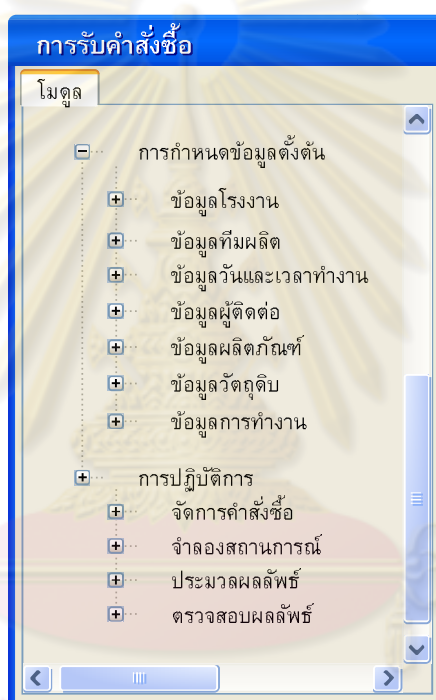 การรับคำสั่งซื้อ
โมดูล
การกำหนดข้อมูลตั้งต้น
ข้อมูลโรงงาน
ข้อมูลทีมผลิต
ข้อมูลวันและเวลาทำงาน
ข้อมูลผู้ติดต่อ
ข้อมูลผลิตภัณฑ์
ข้อมูลวัตถุดิบ
ข้อมูลการทำงาน
การปฏิบัติการ
จัดการคำสั่งซื้อ
จำลองสถานการณ์
ประมวลผลลัพธ์
ตรวจสอบผลลัพธ์